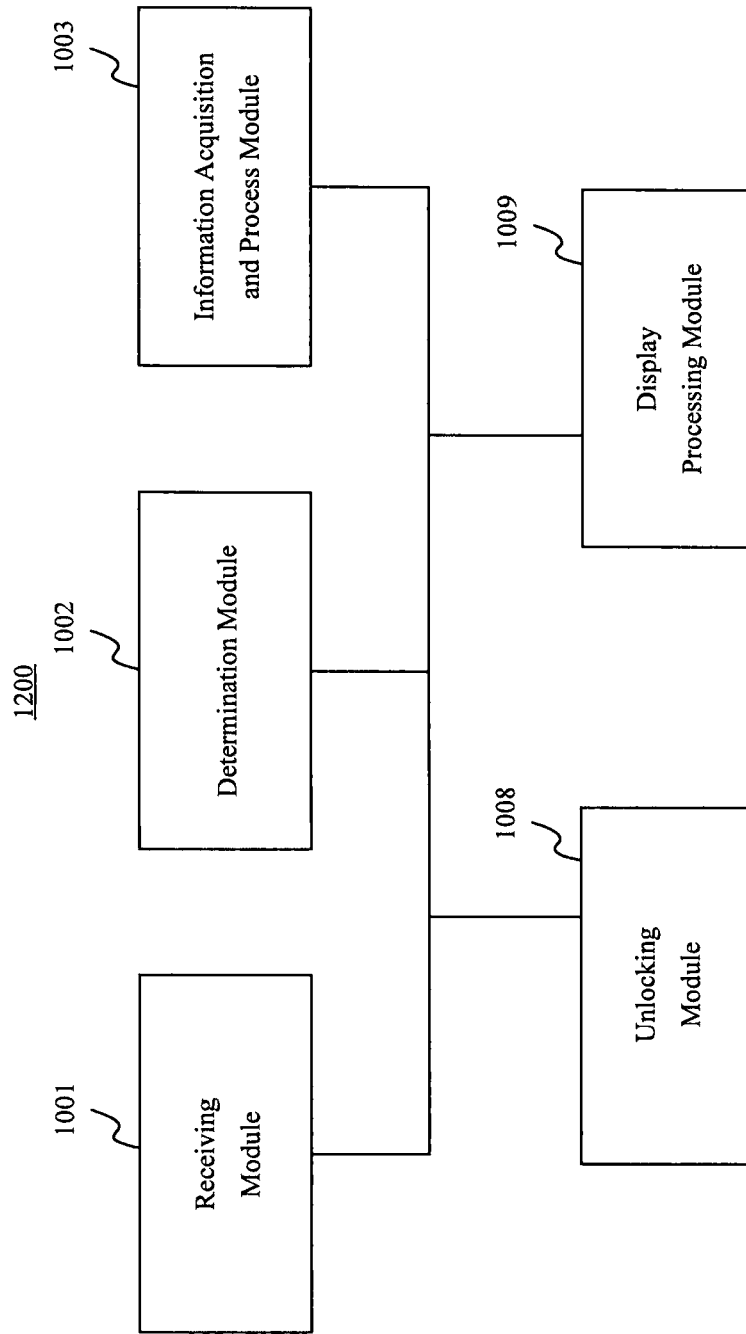 1200
1001
Receiving
Module
1002
Determination Module
1003
Information Acquisition
and Process Module
1008
Unlocking
Module
1009
Display
Processing Module